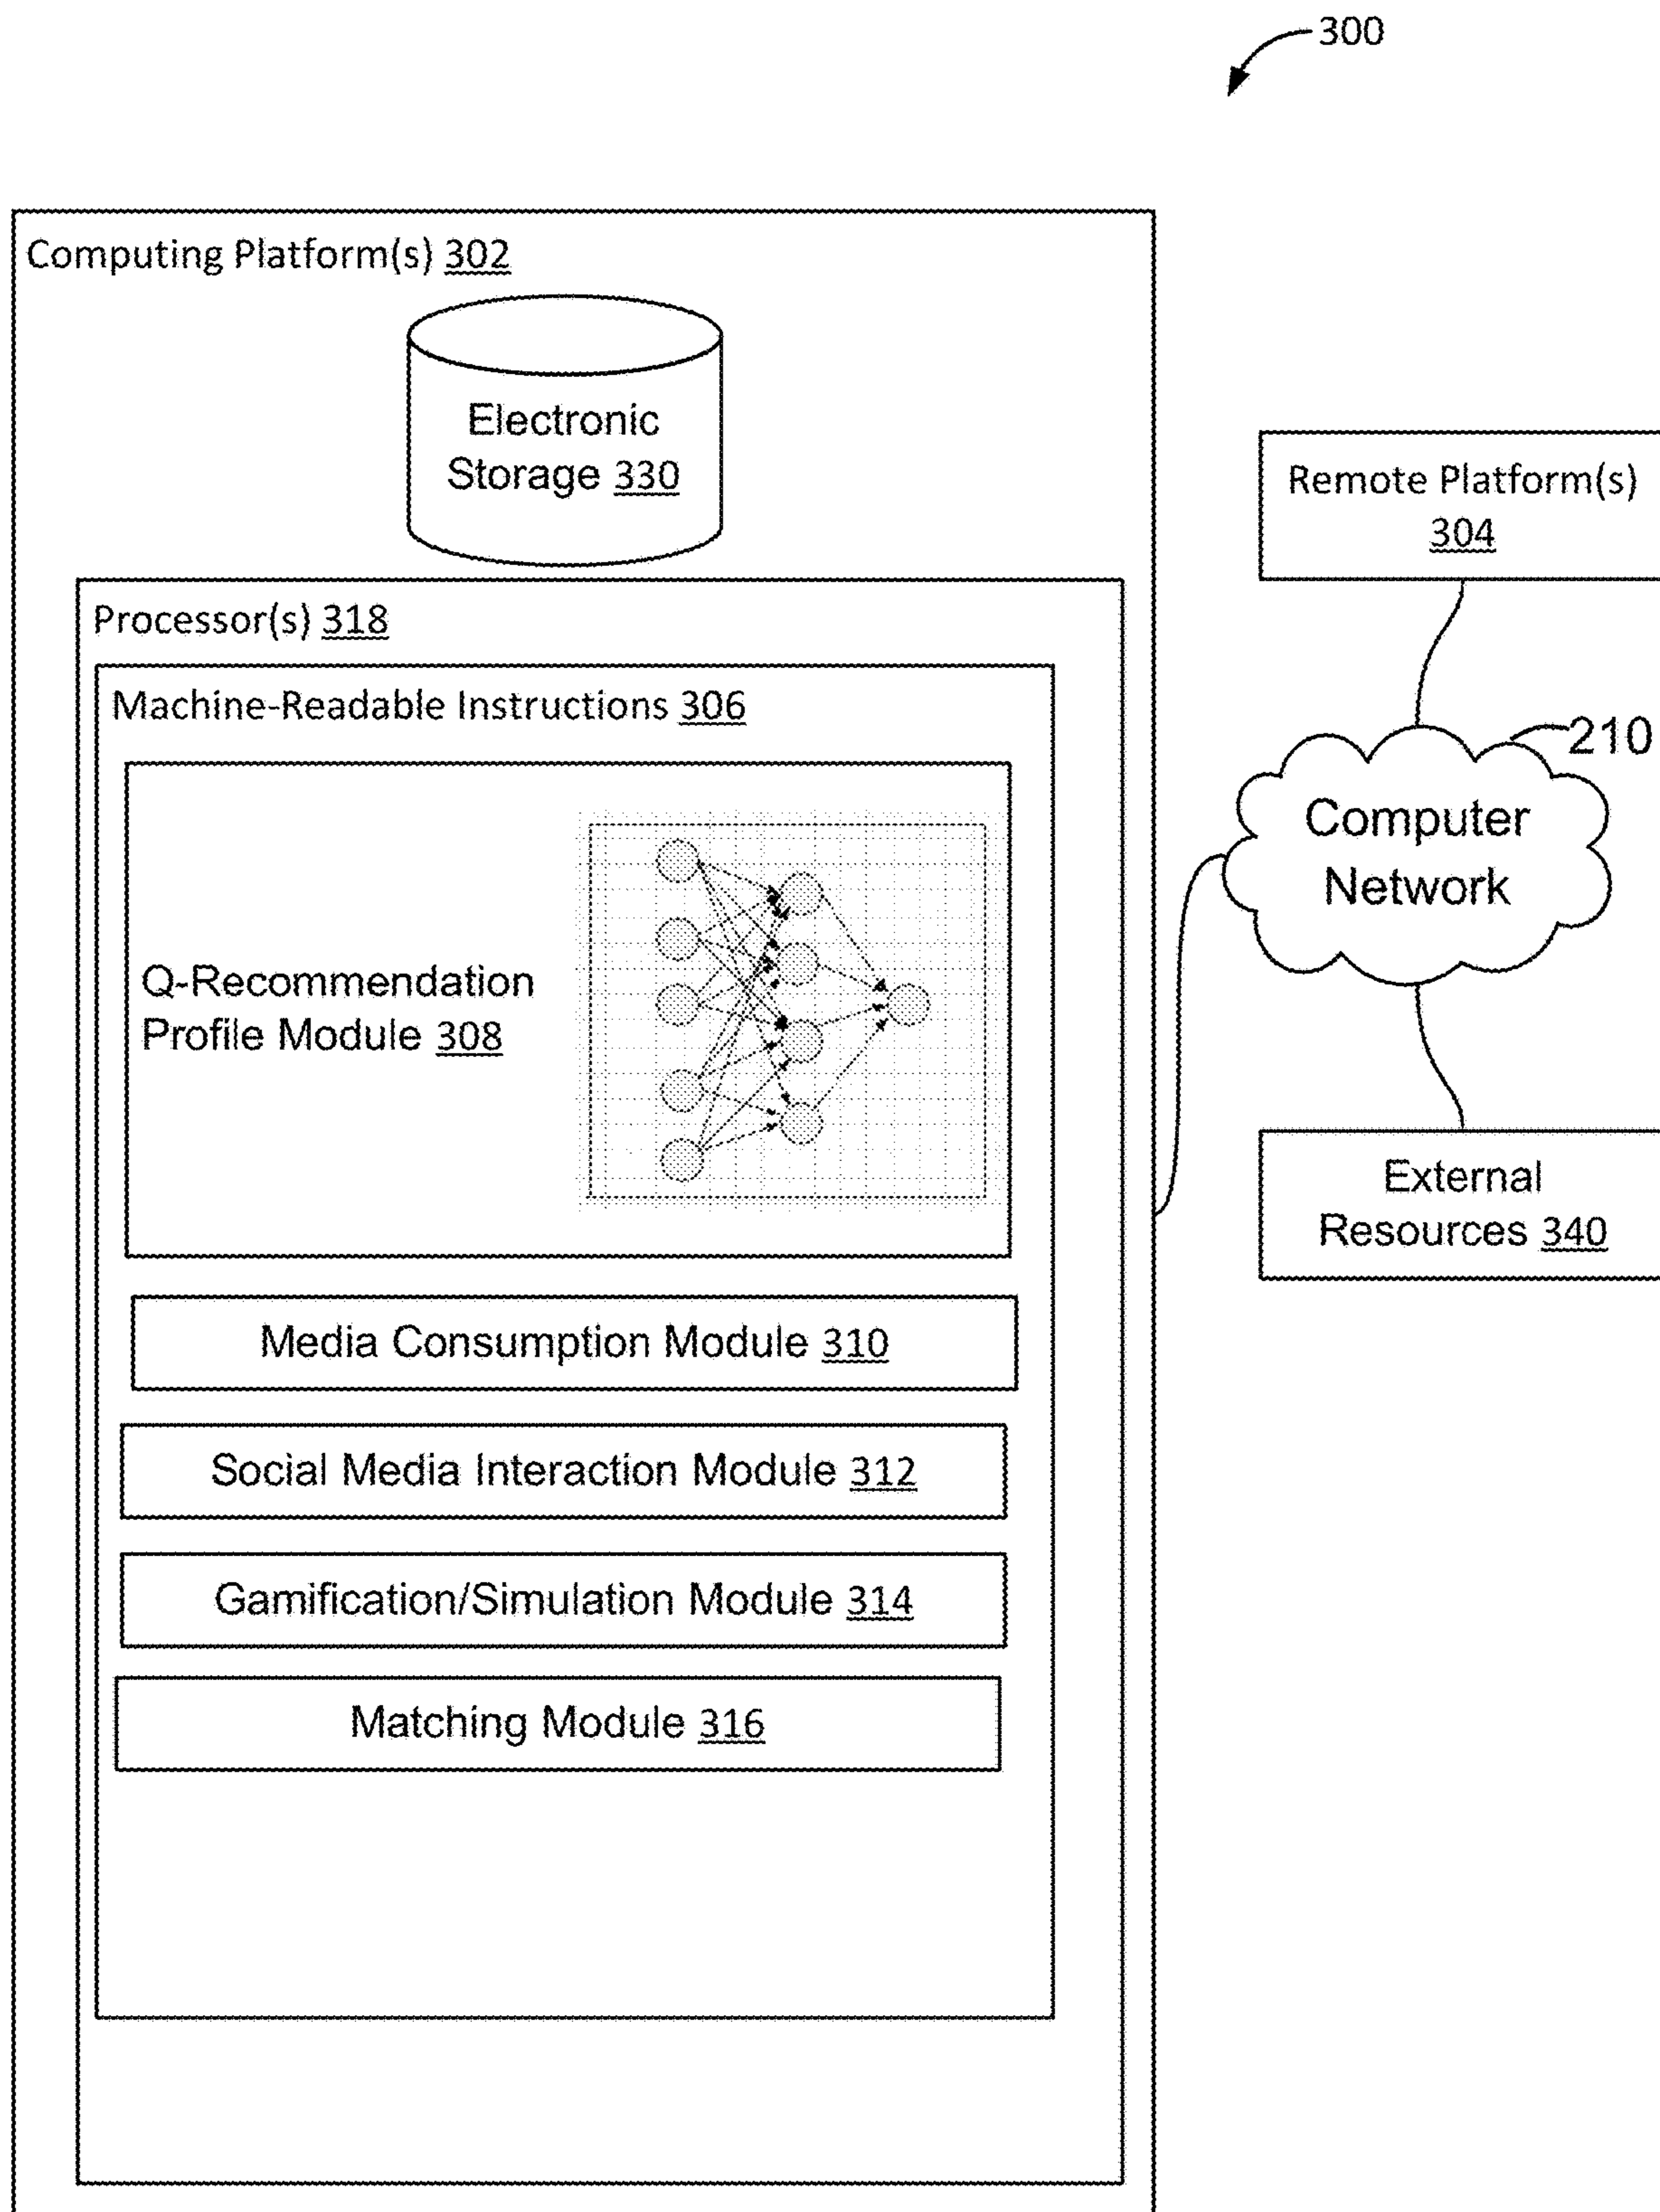 300
Computing Platform(s) 302
Electronic
Storage 330
Remote Platform(s)
304
Processor(s) 318
Machine-Readable Instructions 306
210
Computer
Network
Q-Recommendation
Profile Module 308
External
Resources 340
Media Consumption Module 310
Social Media Interaction Module 312
Gamification/Simulation Module 314
Matching Module 316